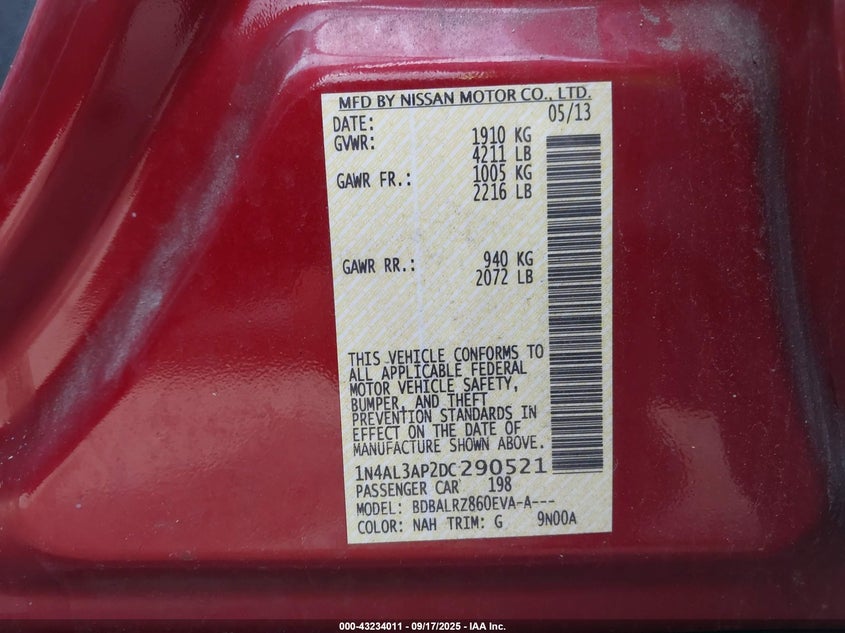 MFD BY NISSAN MOTOR CO., LTD.
DATE: 05/13
GVWR: 1910 KG
4211 LB
GAWR FR.: 1005 KG
2216 LB
GAWR RR.: 940 KG
2072 LB
THIS VEHICLE CONFORMS TO
ALL APPLICABLE FEDERAL
MOTOR VEHICLE SAFETY,
BUMPER, AND THEFT
PREVENTION STANDARDS IN
EFFECT ON THE DATE OF
MANUFACTURE SHOWN ABOVE.
1N4AL3AP2DC290521
PASSENGER CAR 198
MODEL: BDBALRZ860EVA-A---
COLOR: NAH TRIM: G 9N00A
000-43234011 - 09/17/2025 - IAA Inc.